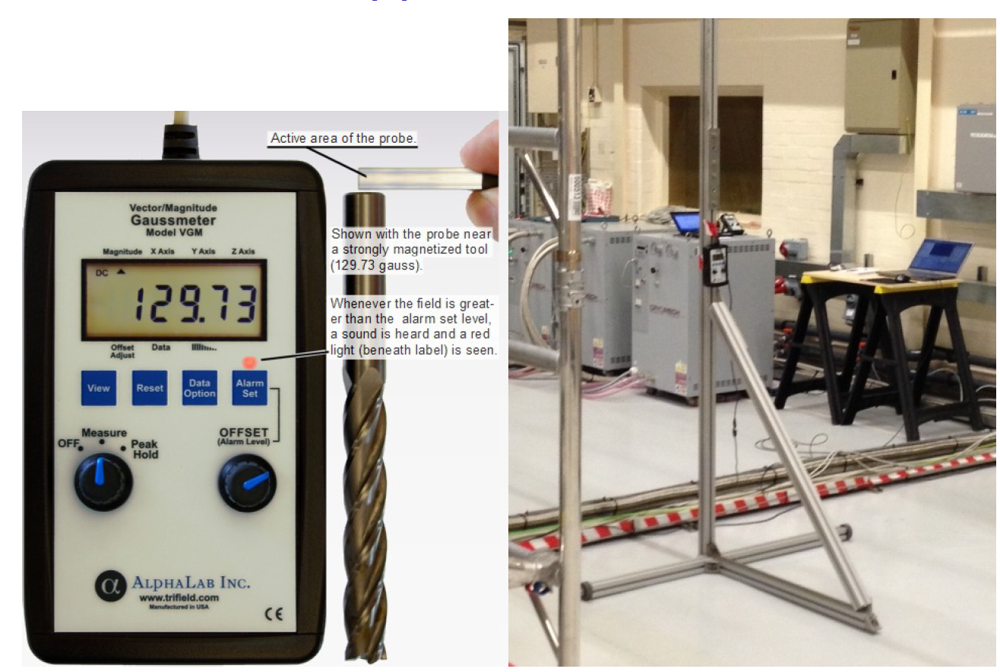 Active area of the probe.
Vector/Magnitude
Gaussmeter
Model VGM
Magnitude X Axis Y Axis Z Axis
DC
129.73
Offset
Adjust
Data
View
Reset
Data
Option
Alarm
Set
Shown with the probe near
a strongly magnetized tool
(129.73 gauss).
Whenever the field is great-
er than the alarm set level,
a sound is heard and a red
light (beneath label) is seen.
OFF
Measure
Peak
Hold
OFFSET
(Alarm Level)
α
ALPHALAB INC.
www.trifield.com
Manufactured in USA
CE
CRYOMECH